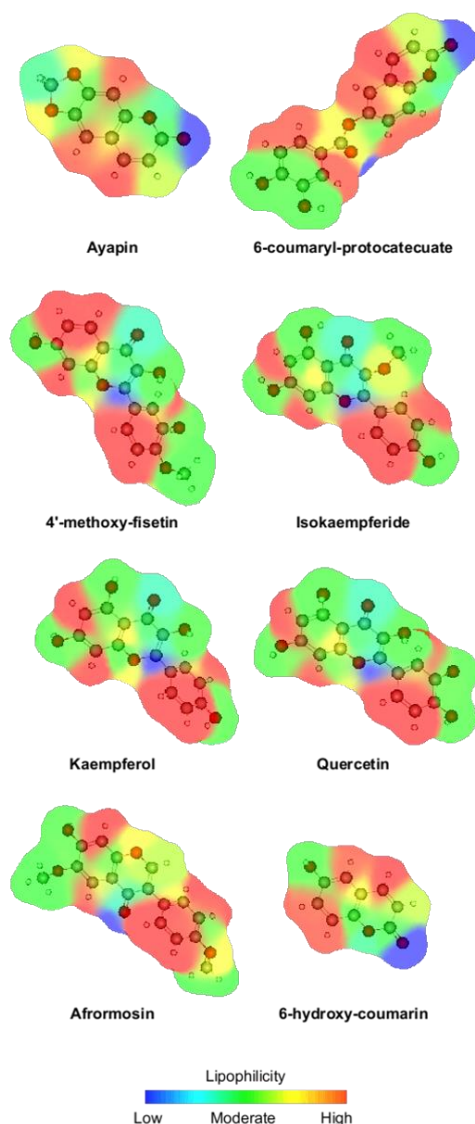 Ayapin
6-coumaryl-protocatecuate
4'-methoxy-fisetin
Isokaempferide
Kaempferol
Quercetin
Afrormosin
6-hydroxy-coumarin
Lipophilicity
Low Moderate High